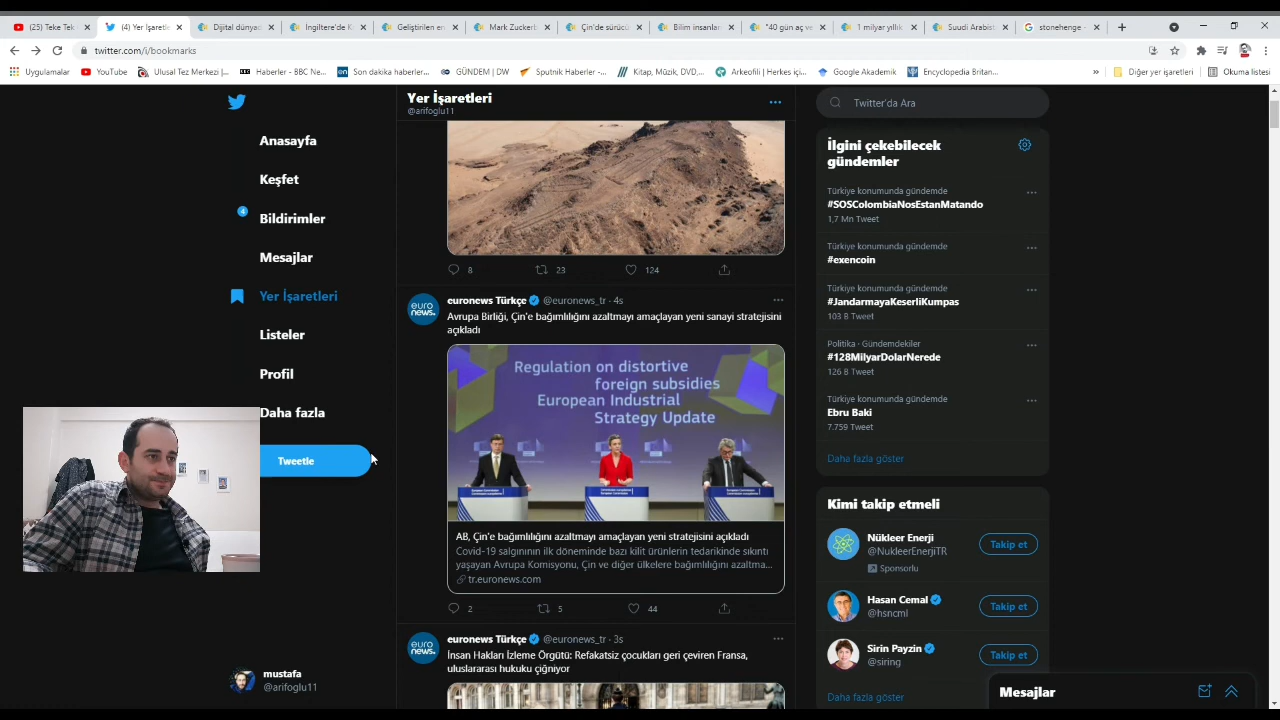 (25) Teke Tek
(4) Yer İşaretle
Dijital dünyac
İngiltere'de K
Geliştirilen en
Mark Zuckerb
Çin'de sürücü
Bilim insanları
"40 gün aç ve
1 milyar yıllık
Suudi Arabist
stonehenge -
twitter.com/i/bookmarks
Uygulamalar
YouTube
Ulusal Tez Merkezi |...
Haberler - BBC Ne...
Son dakika haberler...
GÜNDEM | DW
Sputnik Haberler -...
Kitap, Müzik, DVD,...
Arkeofili | Herkes içi...
Google Akademik
Encyclopedia Britan...
»
Diğer yer işaretleri
Okuma listesi
Anasayfa
Keşfet
4
Bildirimler
Mesajlar
Yer İşaretleri
Listeler
Profil
Daha fazla
Tweetle
mustafa
@arifoglu11
Yer İşaretleri
@arifoglu11
8 23 124
euro
news.
euronews Türkçe @euronews_tr · 4s
Avrupa Birliği, Çin'e bağımlılığını azaltmayı amaçlayan yeni sanayi stratejisini
açıkladı
Regulation on distortive
foreign subsidies
European Industrial
Strategy Update
AB, Çin'e bağımlılığını azaltmayı amaçlayan yeni stratejisini açıkladı
Covid-19 salgınının ilk döneminde bazı kilit ürünlerin tedarikinde sıkıntı
yaşayan Avrupa Komisyonu, Çin ve diğer ülkelere bağımlılığını azaltma...
tr.euronews.com
2 5 44
euro
news.
euronews Türkçe @euronews_tr · 3s
İnsan Hakları İzleme Örgütü: Refakatsiz çocukları geri çeviren Fransa,
uluslararası hukuku çiğniyor
Twitter'da Ara
İlgini çekebilecek
gündemler
Türkiye konumunda gündemde
#SOSColombiaNosEstanMatando
1,7 Mn Tweet
Türkiye konumunda gündemde
#exencoin
Türkiye konumunda gündemde
#JandarmayaKeserliKumpas
103 B Tweet
Politika · Gündemdekiler
#128MilyarDolarNerede
126 B Tweet
Türkiye konumunda gündemde
Ebru Baki
7.759 Tweet
Daha fazla göster
Kimi takip etmeli
Nükleer Enerji
@NukleerEnerjiTR
Sponsorlu
Takip et
Hasan Cemal
@hsncml
Takip et
Sirin Payzin
@siring
Takip et
Daha fazla göster
Mesajlar